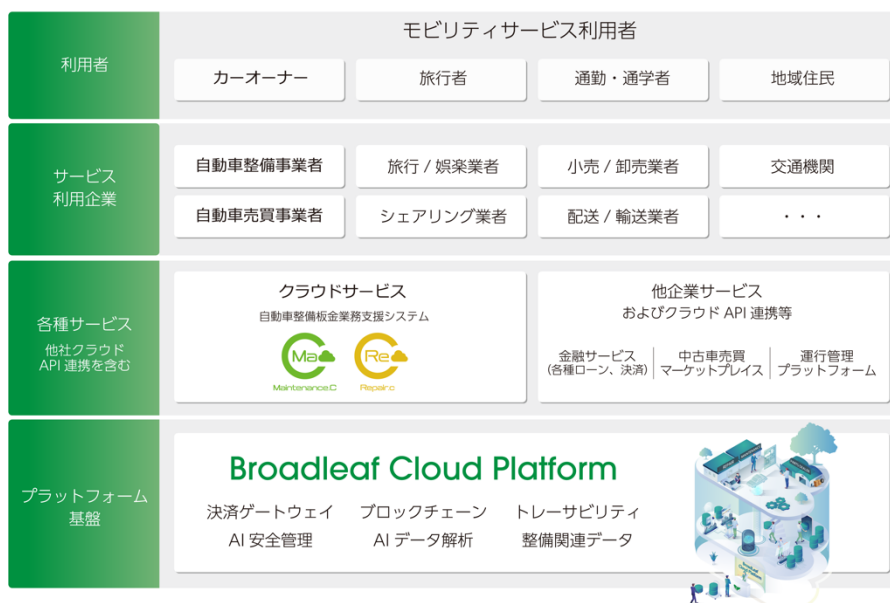 利用者
モビリティサービス利用者
カーオーナー
旅行者
通勤・通学者
地域住民
サービス
利用企業
自動車整備事業者
旅行 / 娯楽業者
小売 / 卸売業者
交通機関
自動車売買事業者
シェアリング業者
配送 / 輸送業者
・・・
各種サービス
他社クラウド
API 連携を含む
クラウドサービス
自動車整備板金業務支援システム
Ma
Maintenance.C
Re
Repair.c
他企業サービス
およびクラウド API 連携等
金融サービス
(各種ローン、決済)
中古車売買
マーケットプレイス
運行管理
プラットフォーム
プラットフォーム
基盤
Broadleaf Cloud Platform
決済ゲートウェイ
ブロックチェーン
トレーサビリティ
AI 安全管理
AI データ解析
整備関連データ